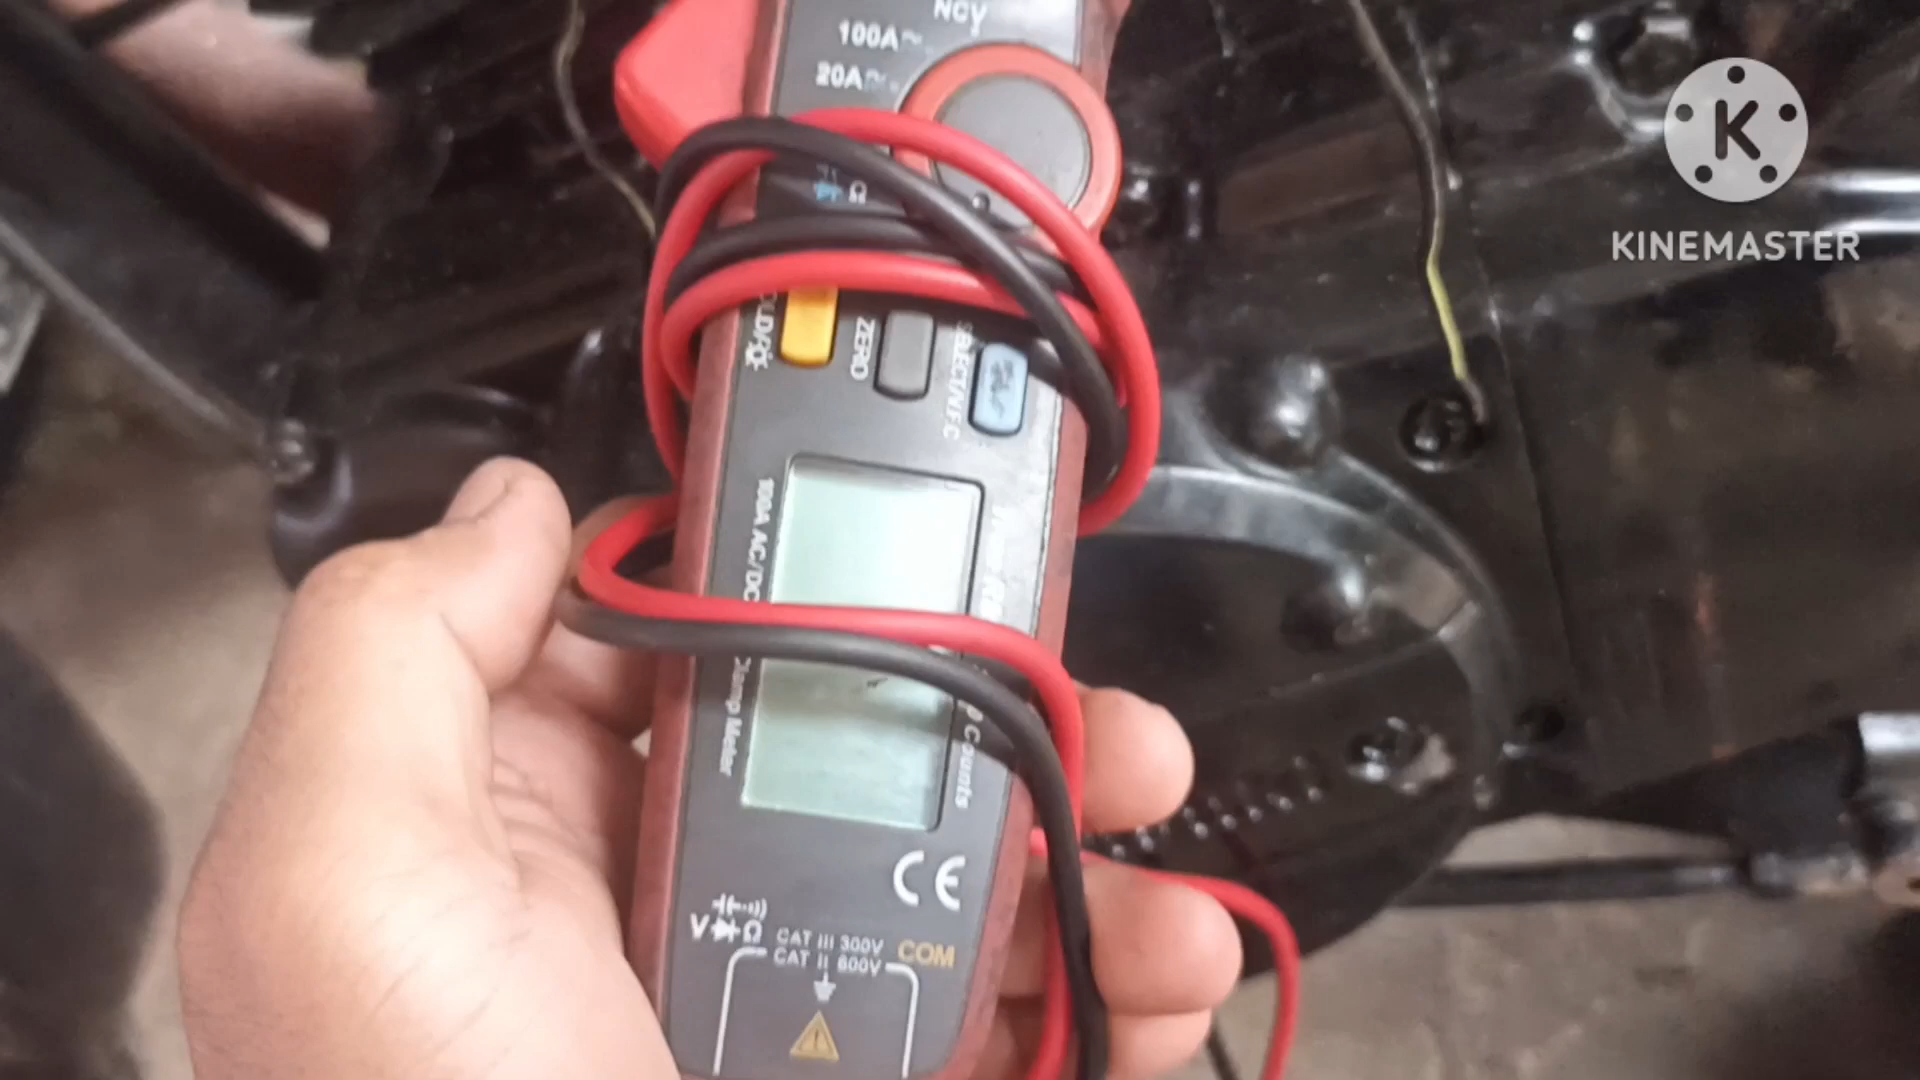 NCV
100A
20A
Ω
ZERO
SELECT/NFC
100A AC/DC
Clamp Meter
Counts
CE
V Ω
CAT III 300V
CAT II 600V
COM
K
KINEMASTER